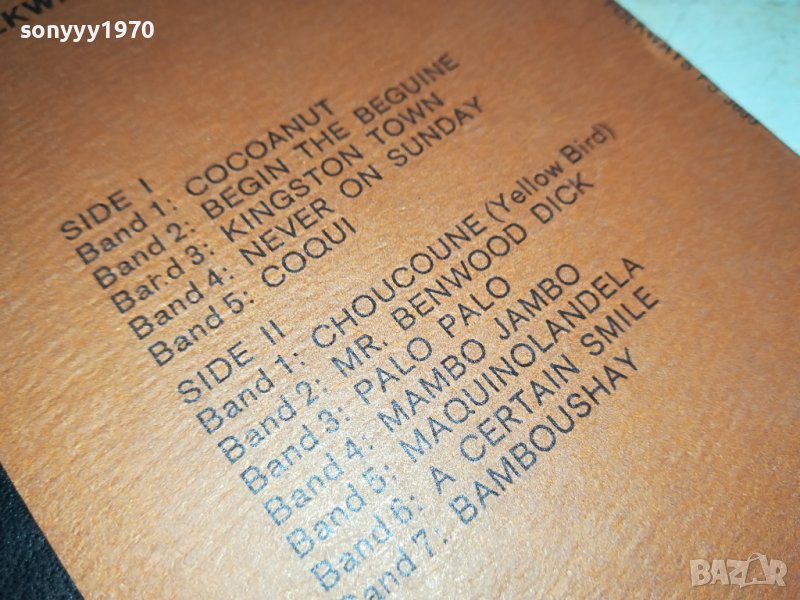 sonyyy1970
SIDE I
Band 1: COCOANUT
Band 2: BEGIN THE BEGUINE
Band 3: KINGSTON TOWN
Band 4: NEVER ON SUNDAY
Band 5: COQUI
SIDE II
Band 1: CHOUCOUNE (Yellow Bird)
Band 2: MR. BENWOOD DICK
Band 3: PALO PALO
Band 4: MAMBO JAMBO
Band 5: MAQUINOLANDELA
Band 6: A CERTAIN SMILE
Band 7: BAMBOUSHAY
BAZAR